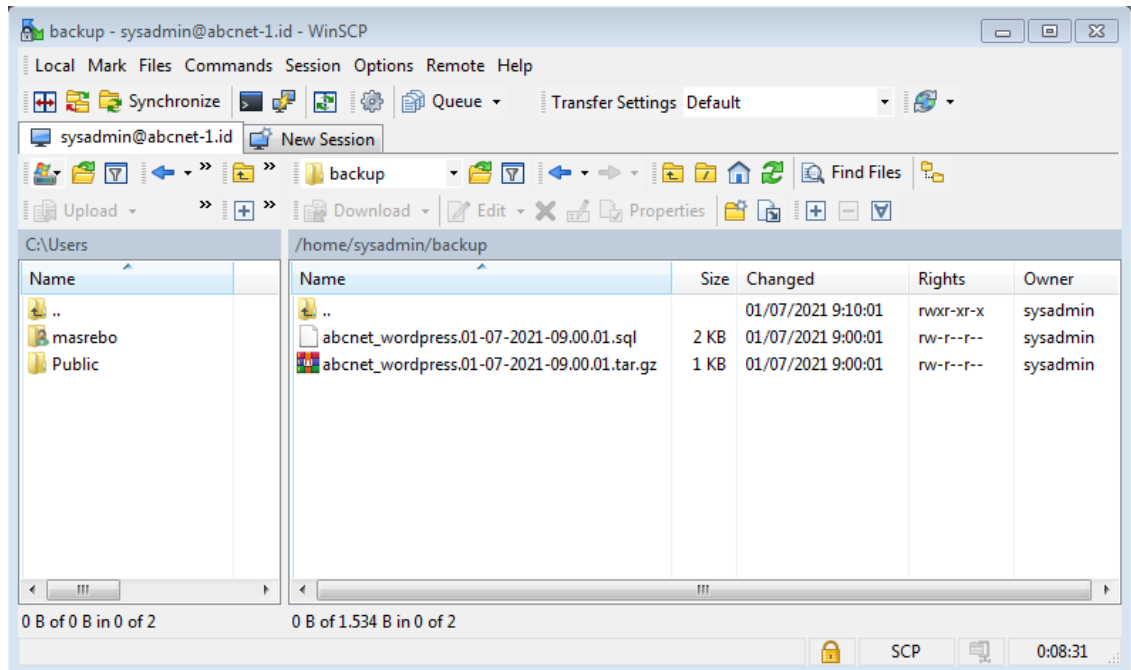 backup - sysadmin@abcnet-1.id - WinSCP
Local Mark Files Commands Session Options Remote Help
Synchronize Queue Transfer Settings Default
sysadmin@abcnet-1.id New Session
backup Find Files
Upload Download Edit Properties
C:\Users /home/sysadmin/backup
Name Name Size Changed Rights Owner
.. .. 01/07/2021 9:10:01 rwxr-xr-x sysadmin
masrebo abcnet_wordpress.01-07-2021-09.00.01.sql 2 KB 01/07/2021 9:00:01 rw-r--r-- sysadmin
Public abcnet_wordpress.01-07-2021-09.00.01.tar.gz 1 KB 01/07/2021 9:00:01 rw-r--r-- sysadmin
0 B of 0 B in 0 of 2 0 B of 1.534 B in 0 of 2
SCP 0:08:31